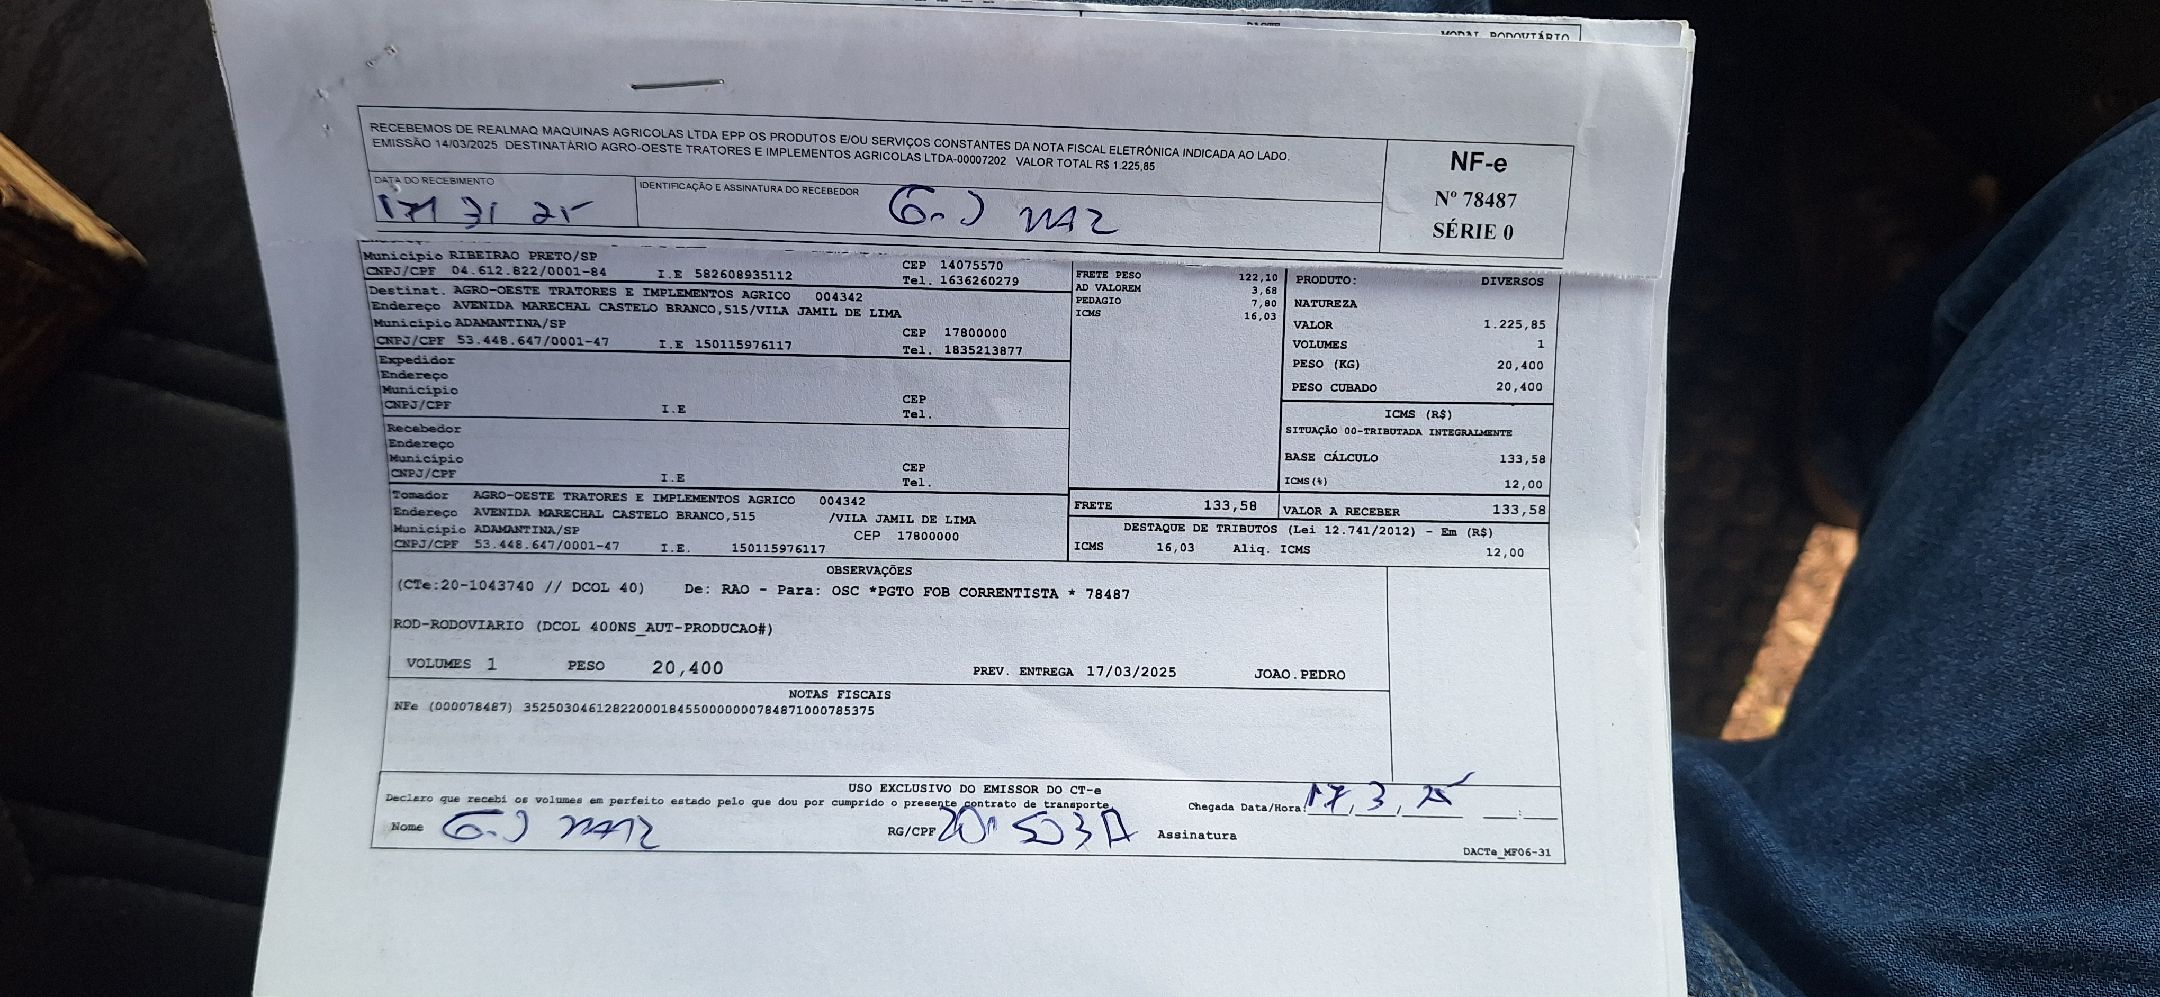 MODAL RODOVIÁRIO
RECEBEMOS DE REALMAQ MAQUINAS AGRICOLAS LTDA EPP OS PRODUTOS E/OU SERVIÇOS CONSTANTES DA NOTA FISCAL ELETRÔNICA INDICADA AO LADO.
EMISSÃO 14/03/2025 DESTINATÁRIO AGRO-OESTE TRATORES E IMPLEMENTOS AGRICOLAS LTDA-00007202 VALOR TOTAL R$ 1.225,85
DATA DO RECEBIMENTO
17/3/25
IDENTIFICAÇÃO E ASSINATURA DO RECEBEDOR
NF-e
Nº 78487
SÉRIE 0
Município RIBEIRAO PRETO/SP CEP 14075570
CNPJ/CPF 04.612.822/0001-84 I.E 582608935112 Tel. 1636260279
Destinat. AGRO-OESTE TRATORES E IMPLEMENTOS AGRICO 004342
Endereço AVENIDA MARECHAL CASTELO BRANCO,515/VILA JAMIL DE LIMA
Município ADAMANTINA/SP CEP 17800000
CNPJ/CPF 53.448.647/0001-47 I.E 150115976117 Tel. 1835213877
Expedidor
Endereço
Município CEP
CNPJ/CPF I.E Tel.
Recebedor
Endereço
Município CEP
CNPJ/CPF I.E Tel.
Tomador AGRO-OESTE TRATORES E IMPLEMENTOS AGRICO 004342
Endereço AVENIDA MARECHAL CASTELO BRANCO,515 /VILA JAMIL DE LIMA
Município ADAMANTINA/SP CEP 17800000
CNPJ/CPF 53.448.647/0001-47 I.E. 150115976117
FRETE PESO 122,10
AD VALOREM 3,68
PEDAGIO 7,80
ICMS 16,03
PRODUTO: DIVERSOS
NATUREZA
VALOR 1.225,85
VOLUMES 1
PESO (KG) 20,400
PESO CUBADO 20,400
ICMS (R$)
SITUAÇÃO 00-TRIBUTADA INTEGRALMENTE
BASE CÁLCULO 133,58
ICMS(%) 12,00
FRETE 133,58 VALOR A RECEBER 133,58
DESTAQUE DE TRIBUTOS (Lei 12.741/2012) - Em (R$)
ICMS 16,03 Aliq. ICMS 12,00
OBSERVAÇÕES
(CTe:20-1043740 // DCOL 40) De: RAO - Para: OSC *PGTO FOB CORRENTISTA * 78487
ROD-RODOVIARIO (DCOL 400NS_AUT-PRODUCAO#)
VOLUMES 1 PESO 20,400 PREV. ENTREGA 17/03/2025 JOAO.PEDRO
NOTAS FISCAIS
NFe (000078487) 35250304612822000184550000000784871000785375
USO EXCLUSIVO DO EMISSOR DO CT-e
Declaro que recebi os volumes em perfeito estado pelo que dou por cumprido o presente contrato de transporte. Chegada Data/Hora: 17, 3, 25
Nome RG/CPF Assinatura
DACTe_MF06-31